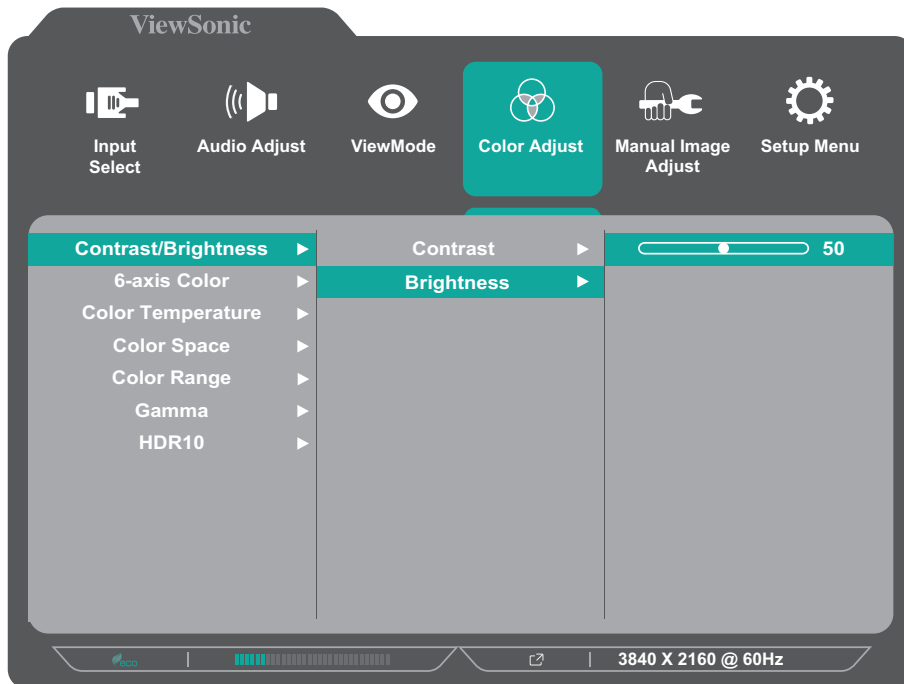 ViewSonic
Input
Select
Audio Adjust
ViewMode
Color Adjust
Manual Image
Adjust
Setup Menu
Contrast/Brightness
6-axis Color
Color Temperature
Color Space
Color Range
Gamma
HDR10
Contrast
Brightness
50
eco
3840 X 2160 @ 60Hz